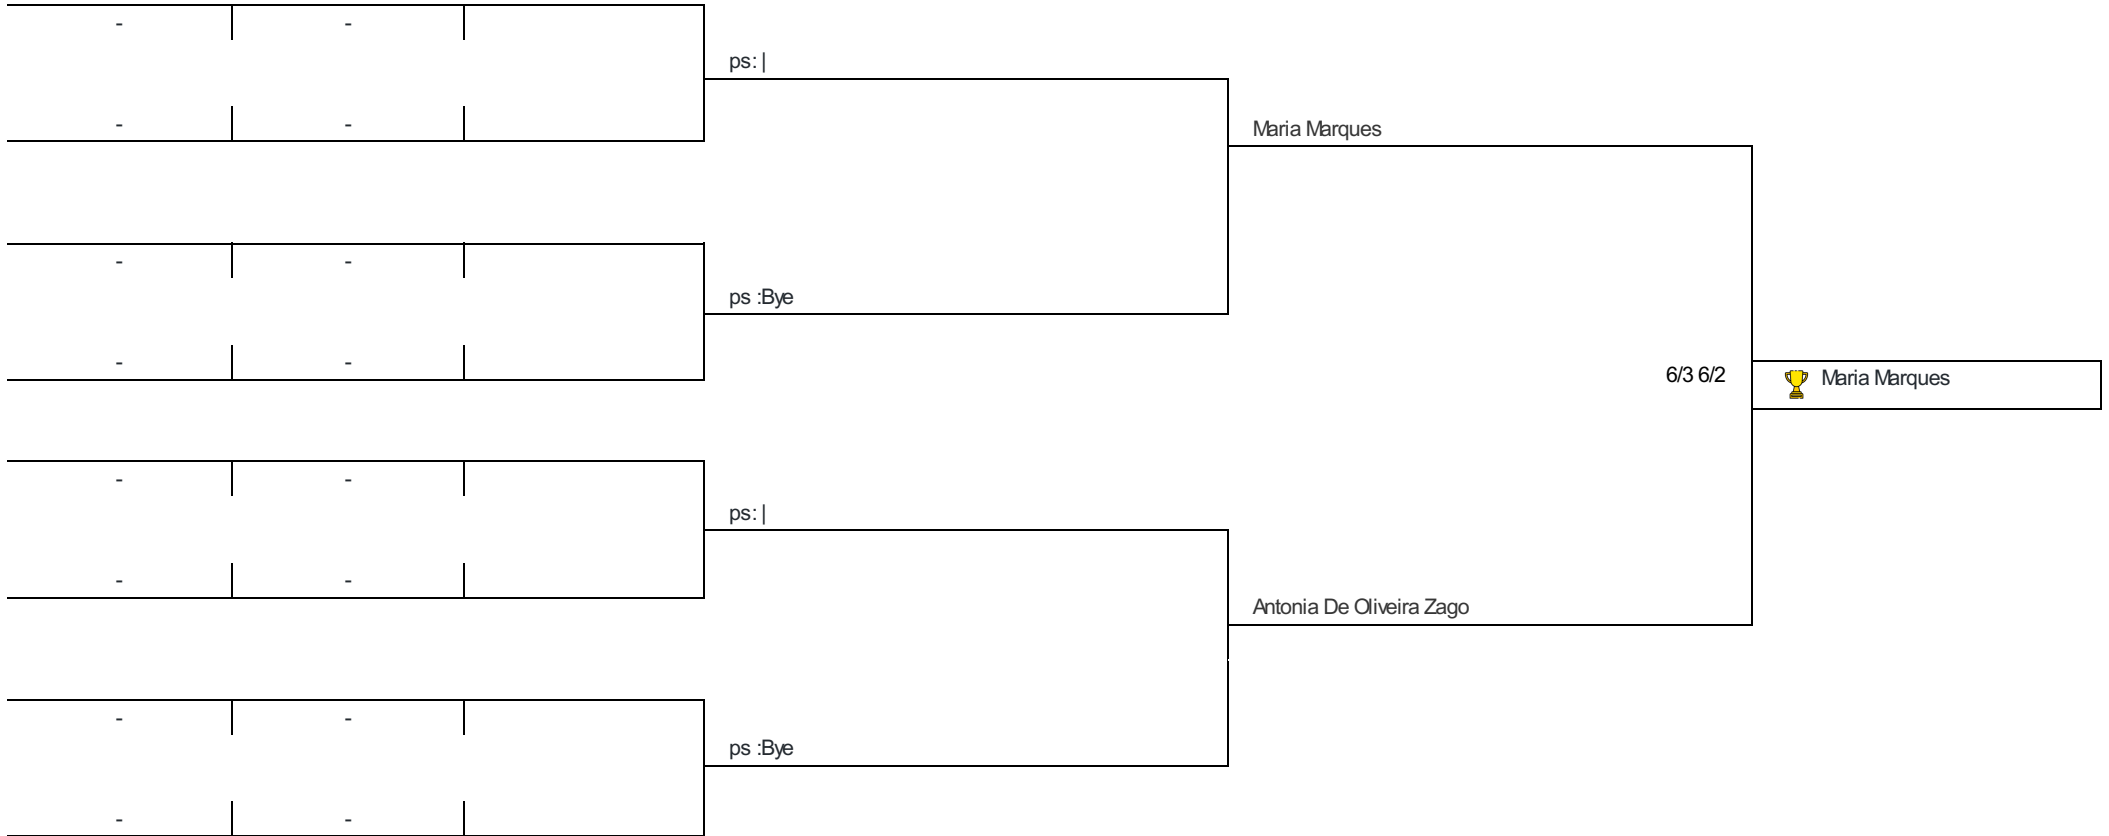 - -
ps: |
- -
Maria Marques
- -
ps :Bye
- -
6/3 6/2
Maria Marques
- -
ps: |
- -
Antonia De Oliveira Zago
- -
ps :Bye
- -